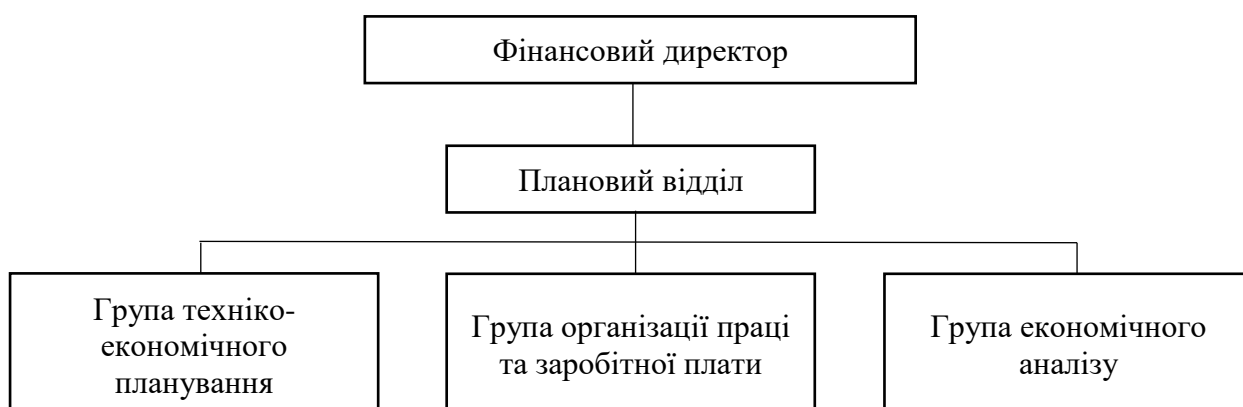 Фінансовий директор
Плановий відділ
Група техніко-
економічного
планування
Група організації праці
та заробітної плати
Група економічного
аналізу